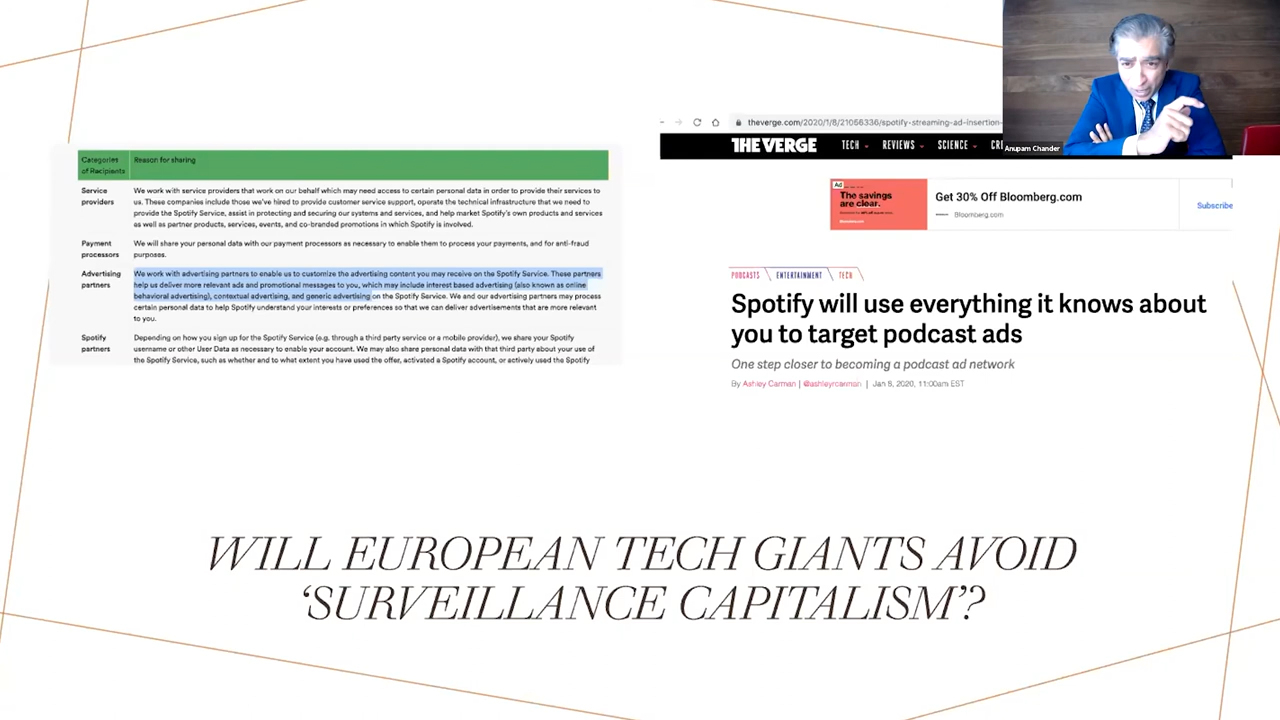 Categories of Recipients
Reason for sharing
Service providers
We work with service providers that work on our behalf which may need access to certain personal data in order to provide their services to
us. These companies include those we've hired to provide customer service support, operate the technical infrastructure that we need to
provide the Spotify Service, assist in protecting and securing our systems and services, and help market Spotify's own products and services
as well as partner products, services, events, and co-branded promotions in which Spotify is involved.
Payment processors
We will share your personal data with our payment processors as necessary to enable them to process your payments, and for anti-fraud
purposes.
Advertising partners
We work with advertising partners to enable us to customize the advertising content you may receive on the Spotify Service. These partners
help us deliver more relevant ads and promotional messages to you, which may include interest based advertising (also known as online
behavioral advertising), contextual advertising, and generic advertising on the Spotify Service. We and our advertising partners may process
certain personal data to help Spotify understand your interests or preferences so that we can deliver advertisements that are more relevant
to you.
Spotify partners
Depending on how you sign up for the Spotify Service (e.g. through a third party service or a mobile provider), we share your Spotify
username or other User Data as necessary to enable your account. We may also share personal data with that third party about your use of
the Spotify Service, such as whether and to what extent you have used the offer, activated a Spotify account, or actively used the Spotify
theverge.com/2020/1/8/21056336/spotify-streaming-ad-insertion-
THE VERGE TECH REVIEWS SCIENCE CR
Anupam Chander
Ad
The savings
are clear.
Get 30% Off Bloomberg.com
Bloomberg.com
Subscribe
PODCASTS ENTERTAINMENT TECH
Spotify will use everything it knows about
you to target podcast ads
One step closer to becoming a podcast ad network
By Ashley Carman | @ashleyrcarman | Jan 8, 2020, 11:00am EST
WILL EUROPEAN TECH GIANTS AVOID
‘SURVEILLANCE CAPITALISM’?